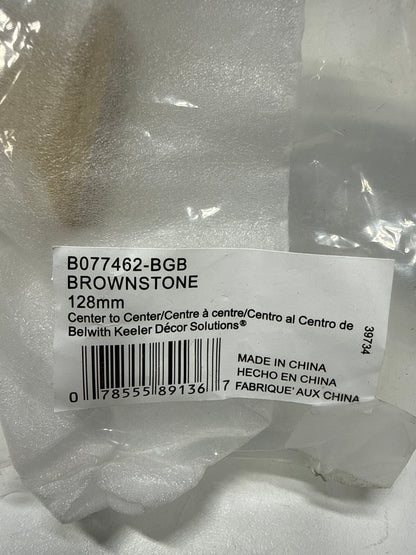 B077462-BGB
BROWNSTONE
128mm
Center to Center/Centre à centre/Centro al Centro de
Belwith Keeler Décor Solutions®
39734
0 78555 89136 7
MADE IN CHINA
HECHO EN CHINA
FABRIQUE' AUX CHINA